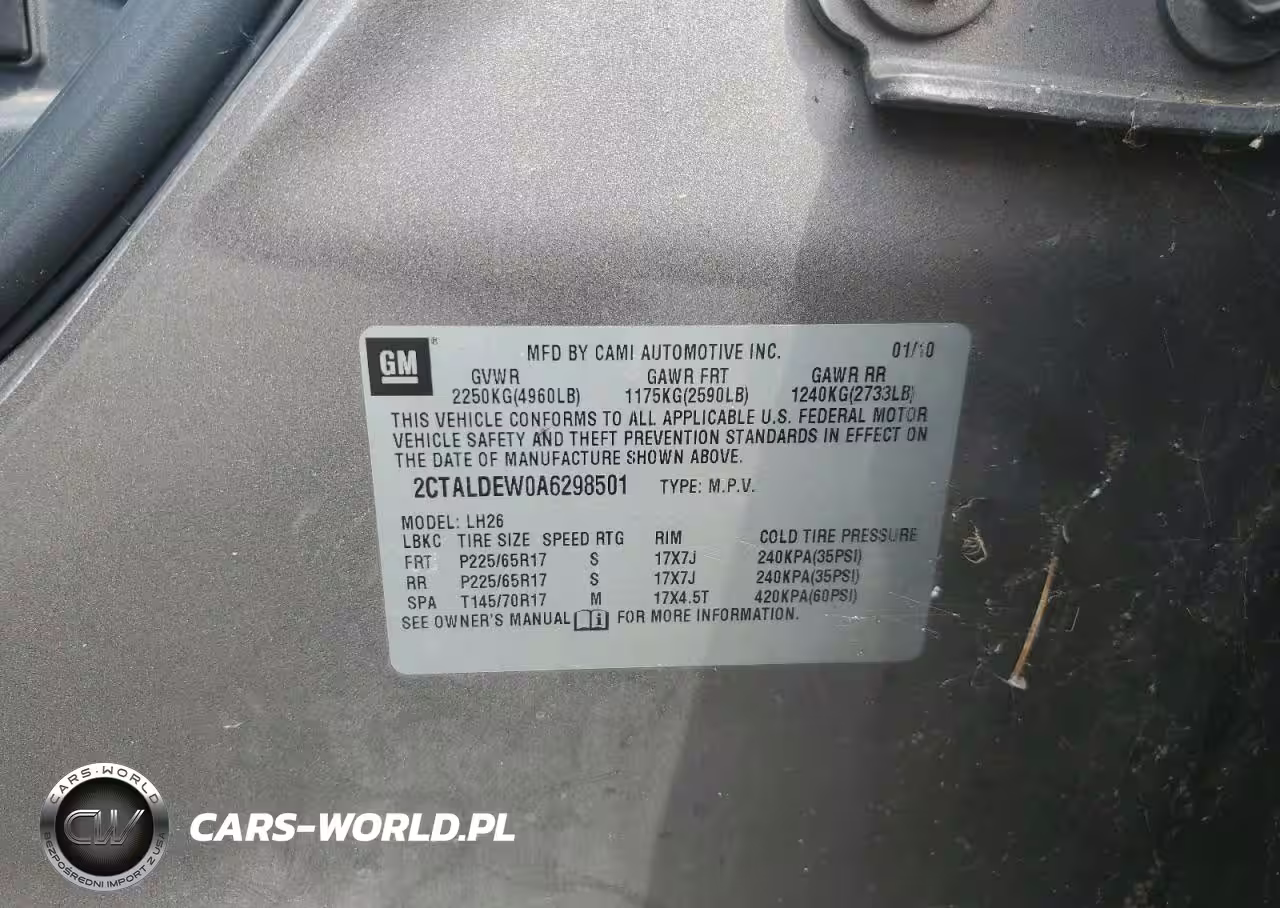 GM
MFD BY CAMI AUTOMOTIVE INC. 01/10
GVWR GAWR FRT GAWR RR
2250KG(4960LB) 1175KG(2590LB) 1240KG(2733LB)
THIS VEHICLE CONFORMS TO ALL APPLICABLE U.S. FEDERAL MOTOR
VEHICLE SAFETY AND THEFT PREVENTION STANDARDS IN EFFECT ON
THE DATE OF MANUFACTURE SHOWN ABOVE.
2CTALDEW0A6298501 TYPE: M.P.V.
MODEL: LH26
LBKC TIRE SIZE SPEED RTG RIM COLD TIRE PRESSURE
FRT P225/65R17 S 17X7J 240KPA(35PSI)
RR P225/65R17 S 17X7J 240KPA(35PSI)
SPA T145/70R17 M 17X4.5T 420KPA(60PSI)
SEE OWNER'S MANUAL FOR MORE INFORMATION.
CARS-WORLD
CW
BEZPOŚREDNI IMPORT Z USA
CARS-WORLD.PL